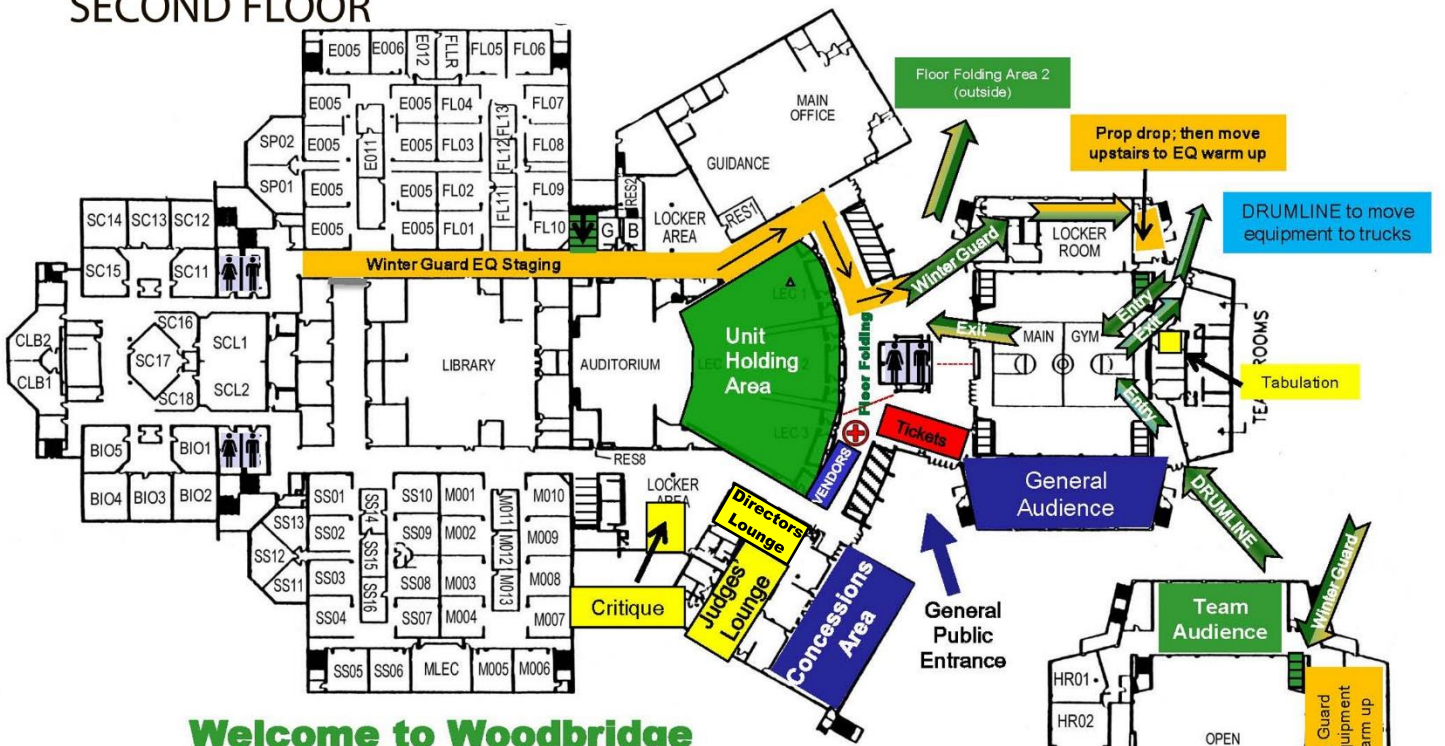 SECOND FLOOR
E005
E006
E012
FLLR
FL05
FL06
E005
E005
FL04
FL13
FL07
E005
E011
E005
FL03
FL12
FL08
E005
E005
FL02
FL11
FL09
E005
E005
FL01
FL10
SP02
SP01
G
B
RES2
LOCKER
AREA
GUIDANCE
MAIN
OFFICE
RES1
Floor Folding Area 2
(outside)
Prop drop; then move
upstairs to EQ warm up
DRUMLINE to move
equipment to trucks
LOCKER
ROOM
Winter Guard
Winter Guard EQ Staging
SC14
SC13
SC12
SC15
SC11
SC16
SC17
SC18
SCL1
SCL2
CLB2
CLB1
LIBRARY
AUDITORIUM
Unit
Holding
Area
LEC 1
LEC 2
LEC 3
Floor Folding
Exit
Entry
Exit
MAIN
GYM
Entry
Tabulation
Tickets
VENDORS
General
Audience
DRUMLINE
BIO5
BIO1
BIO4
BIO3
BIO2
RES8
LOCKER
AREA
SS13
SS12
SS11
SS01
SS14
SS10
M001
M011
M010
SS02
SS09
M002
M009
SS15
M012
SS03
SS08
M003
M008
SS16
M013
SS04
SS07
M004
M007
SS05
SS06
MLEC
M005
M006
Critique
Directors
Lounge
Judges'
Lounge
Concessions
Area
General
Public
Entrance
Winter Guard
Team
Audience
HR01
HR02
OPEN
Guard
Welcome to Woodbridge